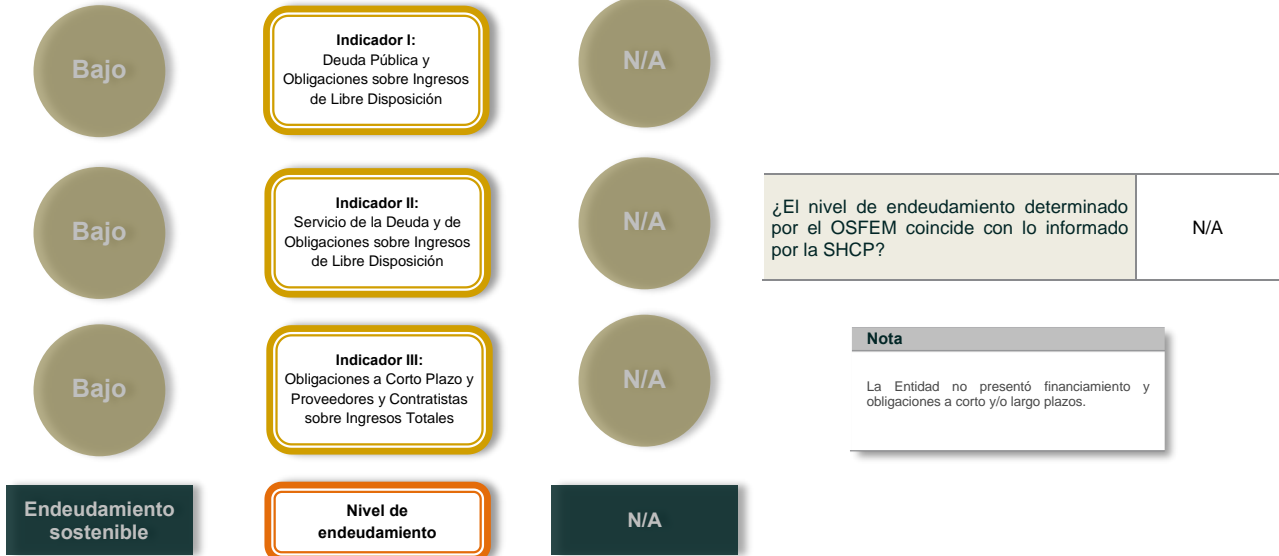 Bajo
Indicador I:
Deuda Pública y
Obligaciones sobre Ingresos
de Libre Disposición
N/A
Bajo
Indicador II:
Servicio de la Deuda y de
Obligaciones sobre Ingresos
de Libre Disposición
N/A
¿El nivel de endeudamiento determinado
por el OSFEM coincide con lo informado
por la SHCP?
N/A
Bajo
Indicador III:
Obligaciones a Corto Plazo y
Proveedores y Contratistas
sobre Ingresos Totales
N/A
Nota
La Entidad no presentó financiamiento y
obligaciones a corto y/o largo plazos.
Endeudamiento
sostenible
Nivel de
endeudamiento
N/A